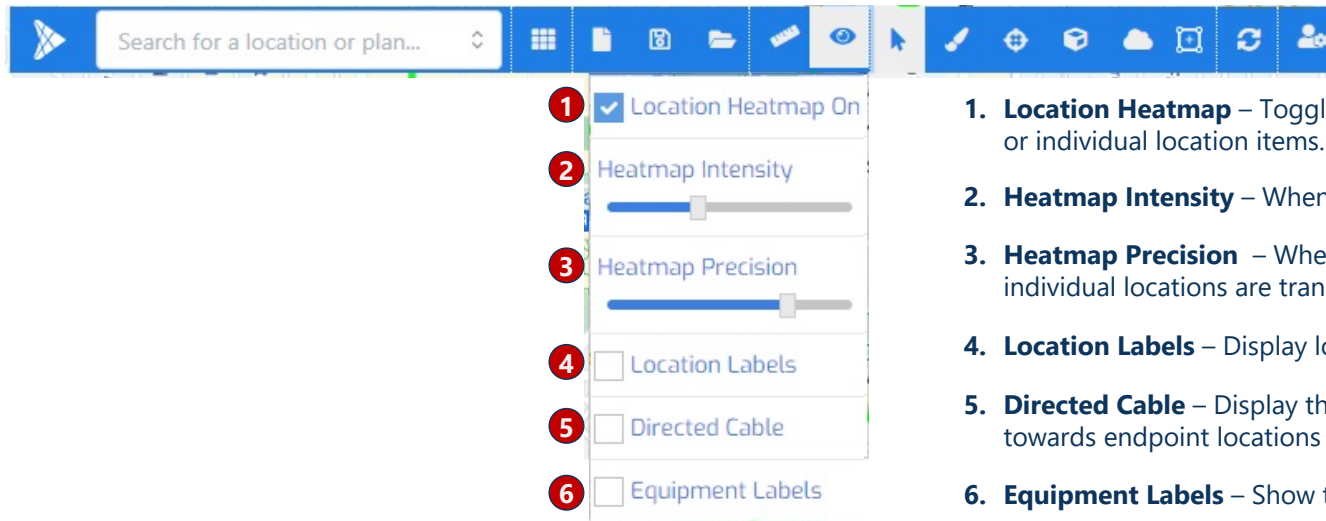 Search for a location or plan...
1 Location Heatmap On
2 Heatmap Intensity
3 Heatmap Precision
4 Location Labels
5 Directed Cable
6 Equipment Labels
1. Location Heatmap – Toggl
or individual location items.
2. Heatmap Intensity – When
3. Heatmap Precision – Whe
individual locations are tran
4. Location Labels – Display lo
5. Directed Cable – Display th
towards endpoint locations
6. Equipment Labels – Show t